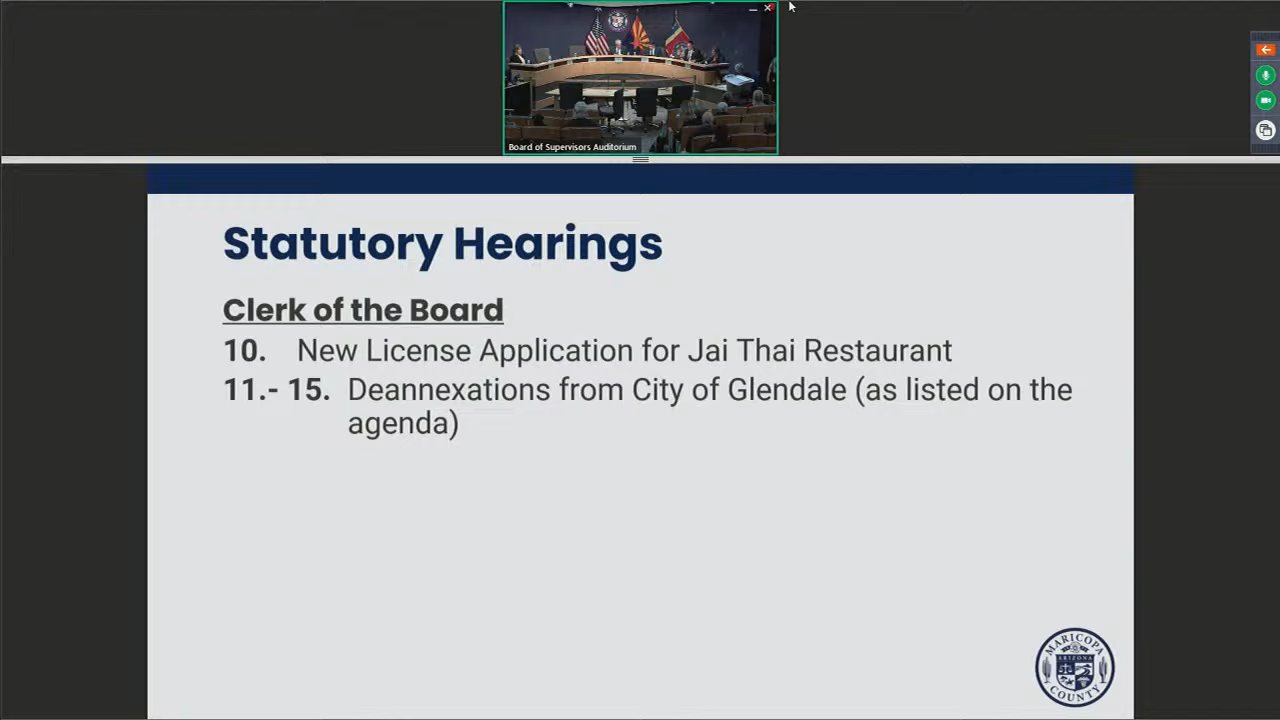 Board of Supervisors Auditorium
Statutory Hearings
Clerk of the Board
10. New License Application for Jai Thai Restaurant
11.- 15. Deannexations from City of Glendale (as listed on the
agenda)
MARICOPA
ARIZONA
COUNTY